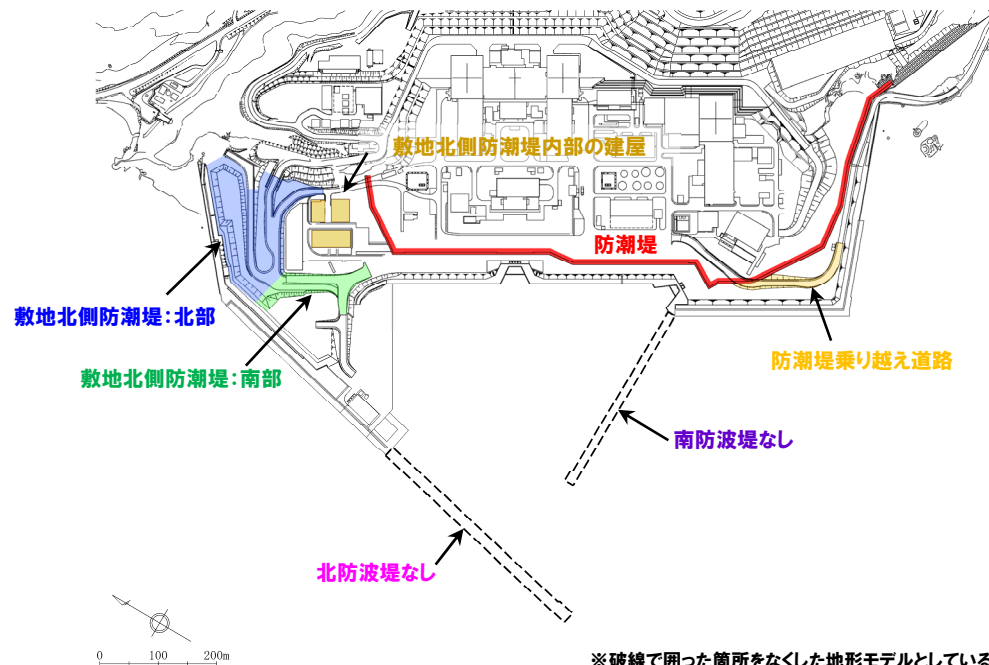 敷地北側防潮堤内部の建屋
防潮堤
敷地北側防潮堤：北部
防潮堤乗り越え道路
敷地北側防潮堤：南部
南防波堤なし
北防波堤なし
0 100 200m
※破線で囲った箇所をなくした地形モデルとしている